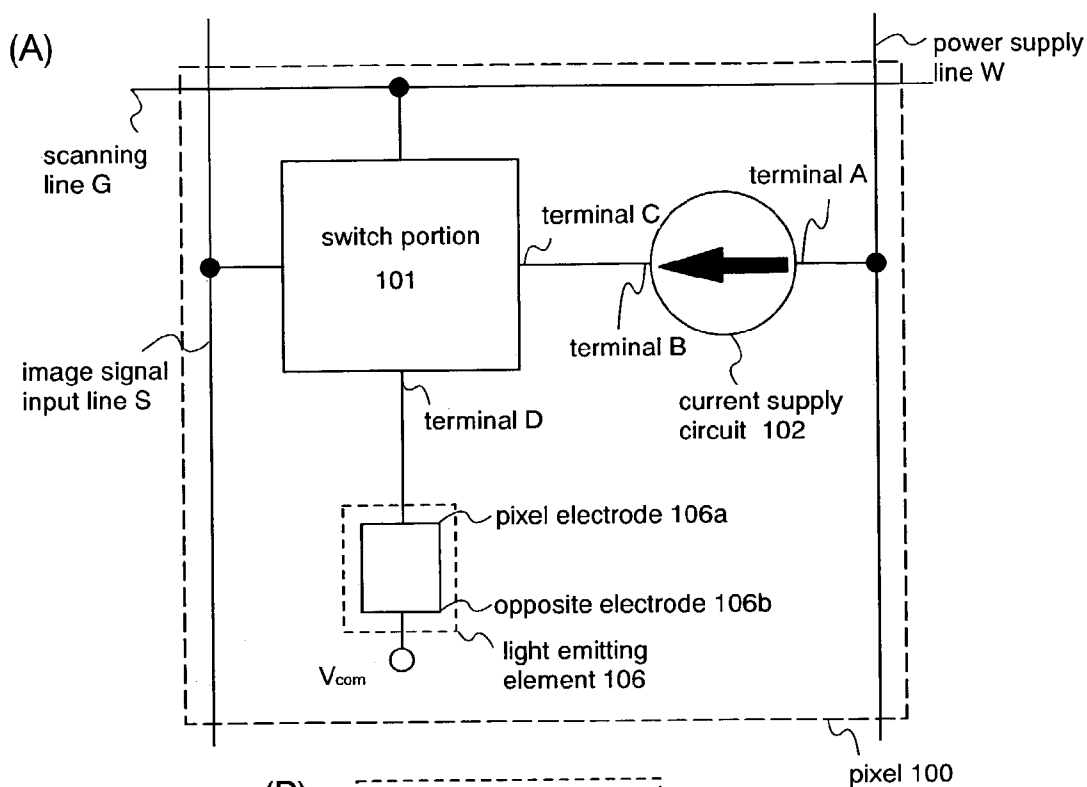 (A)
power supply
line W
scanning
line G
terminal A
terminal C
switch portion
101
terminal B
image signal
input line S
terminal D
current supply
circuit 102
pixel electrode 106a
opposite electrode 106b
light emitting
element 106
Vcom
pixel 100